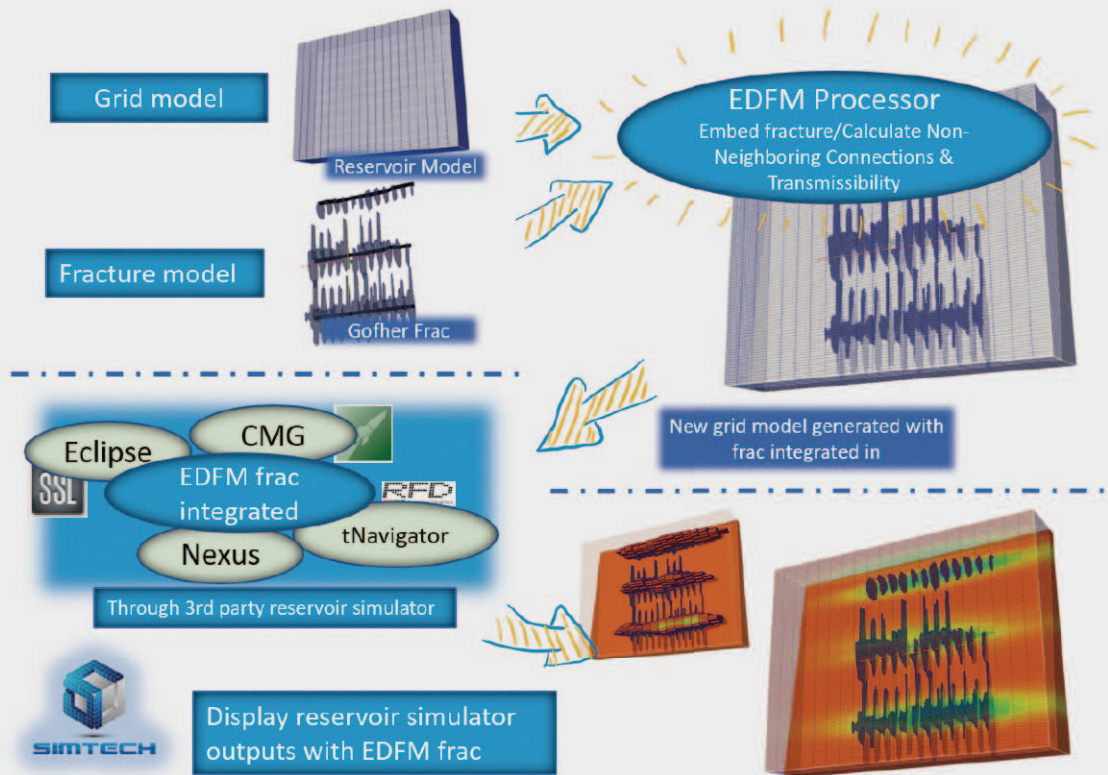 Grid model
Reservoir Model
EDFM Processor
Embed fracture/Calculate Non-
Neighboring Connections &
Transmissibility
Fracture model
Gofher Frac
New grid model generated with
frac integrated in
Eclipse
CMG
SSL
EDFM frac
integrated
RFD
tNavigator
Nexus
Through 3rd party reservoir simulator
SIMTECH
Display reservoir simulator
outputs with EDFM frac